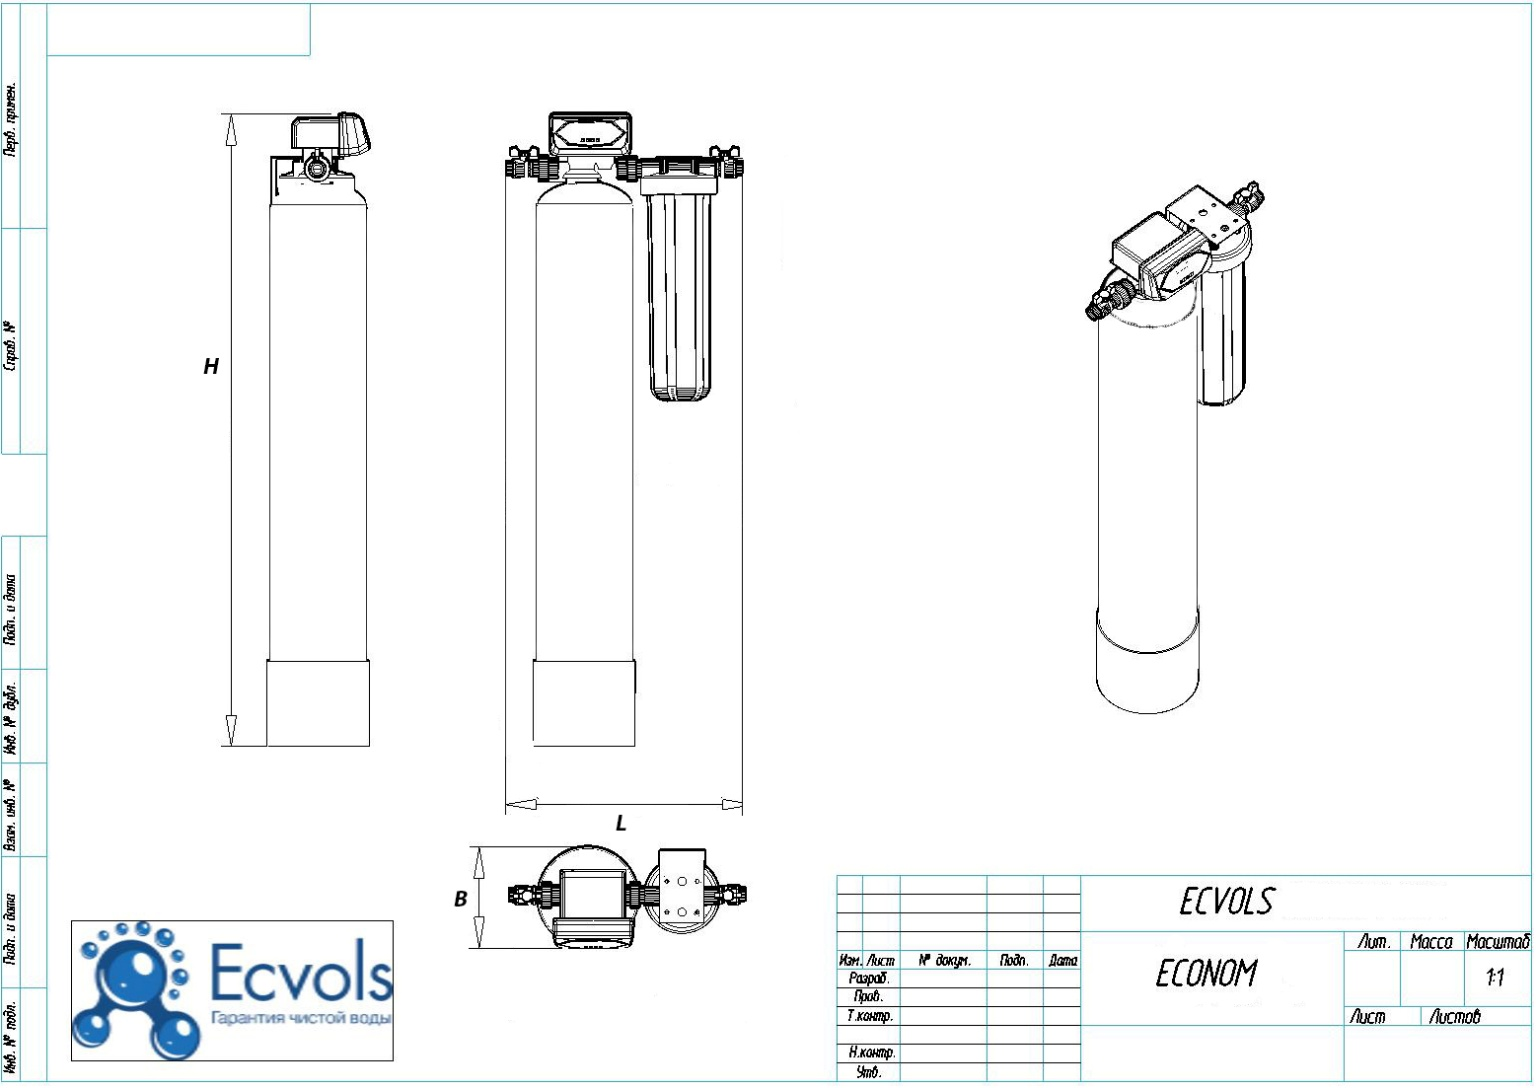 Перв. примен.
Справ. №
Подп. и дата
Инв. № дубл.
Взам. инв. №
Подп. и дата
Инв. № подл.
H
L
B
Ecvols
Гарантия чистой воды
ECVOLS
ECONOM
Лит. Масса Масштаб
1:1
Лист Листов
Изм. Лист № докум. Подп. Дата
Разраб.
Пров.
Т.контр.
Н.контр.
Утв.